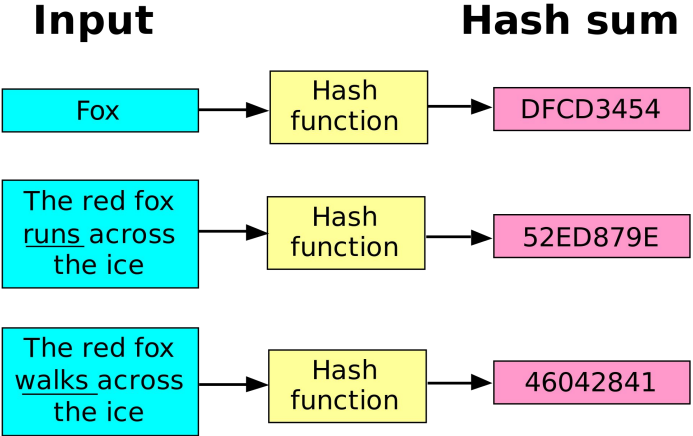 Input
Hash sum
Fox
Hash
function
DFCD3454
The red fox
runs across
the ice
Hash
function
52ED879E
The red fox
walks across
the ice
Hash
function
46042841